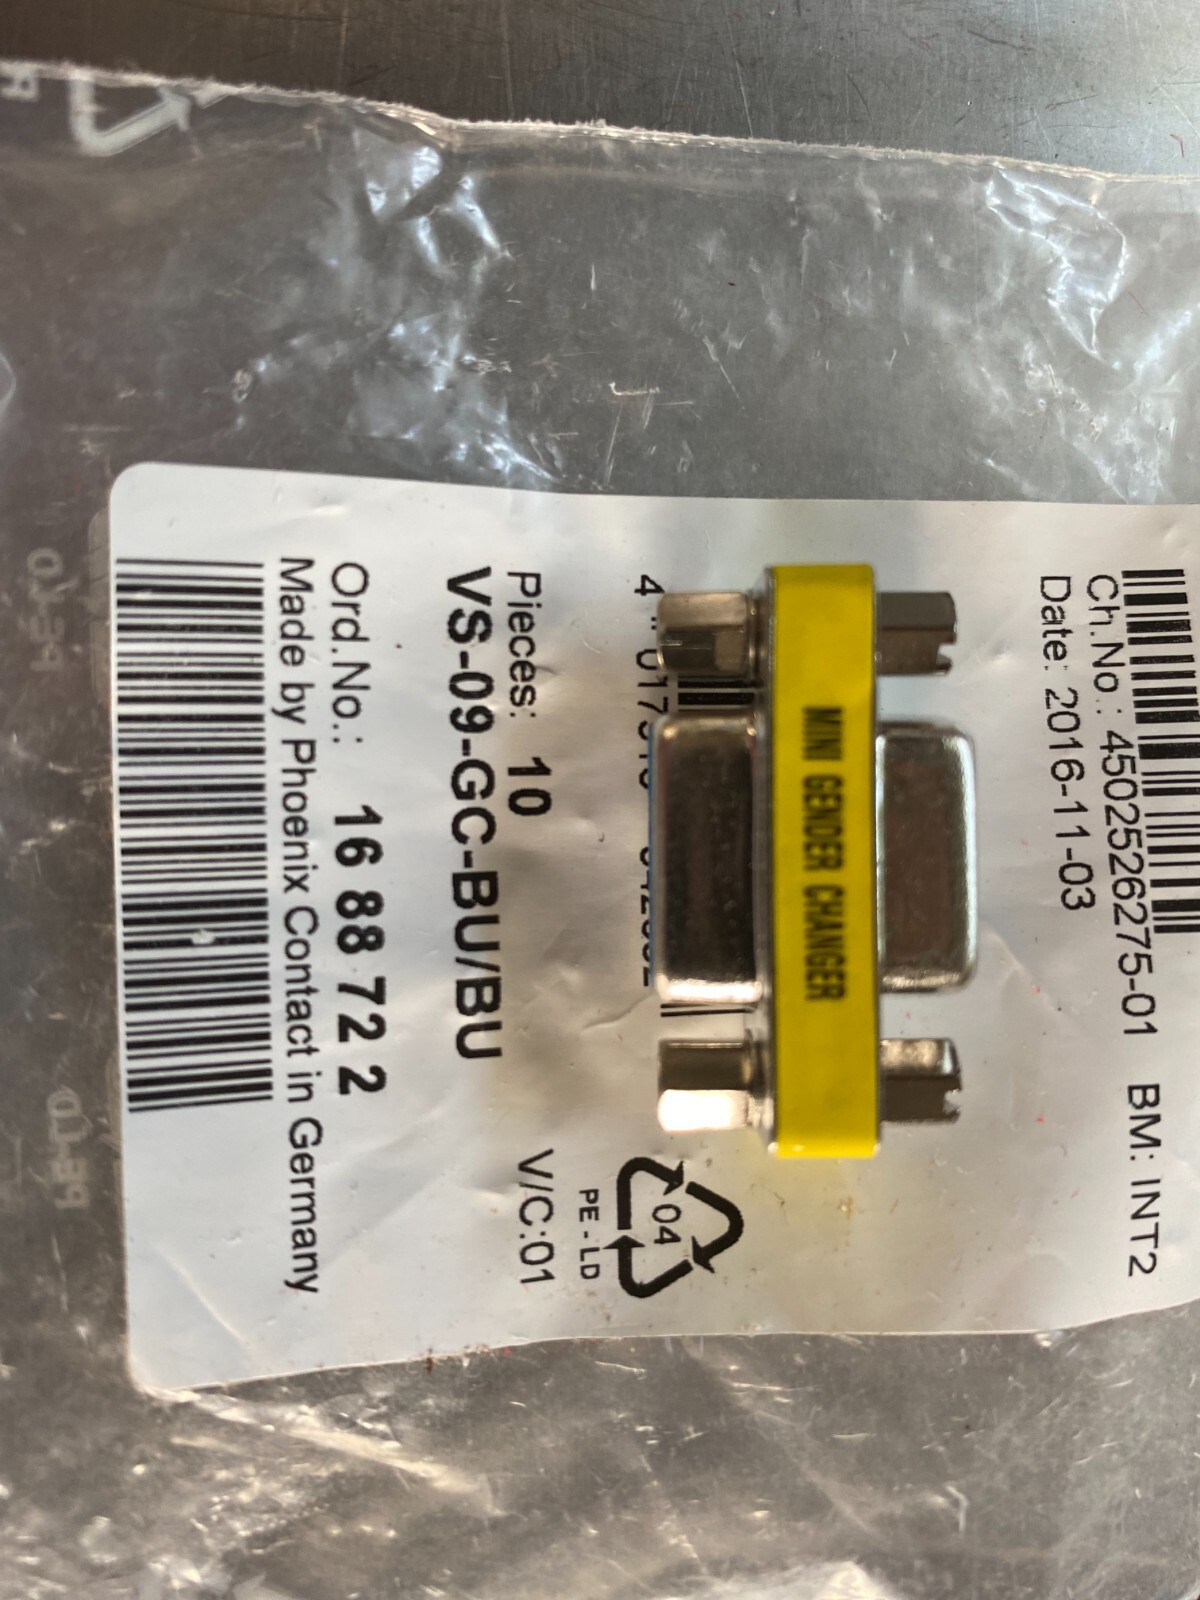 Ch.No.: 4502526275-01 BM: INT2
Date: 2016-11-03
MINI GENDER CHANGER
04
PE-LD
Pieces: 10 V/C:01
VS-09-GC-BU/BU
Ord.No.: 16 88 72 2
Made by Phoenix Contact in Germany